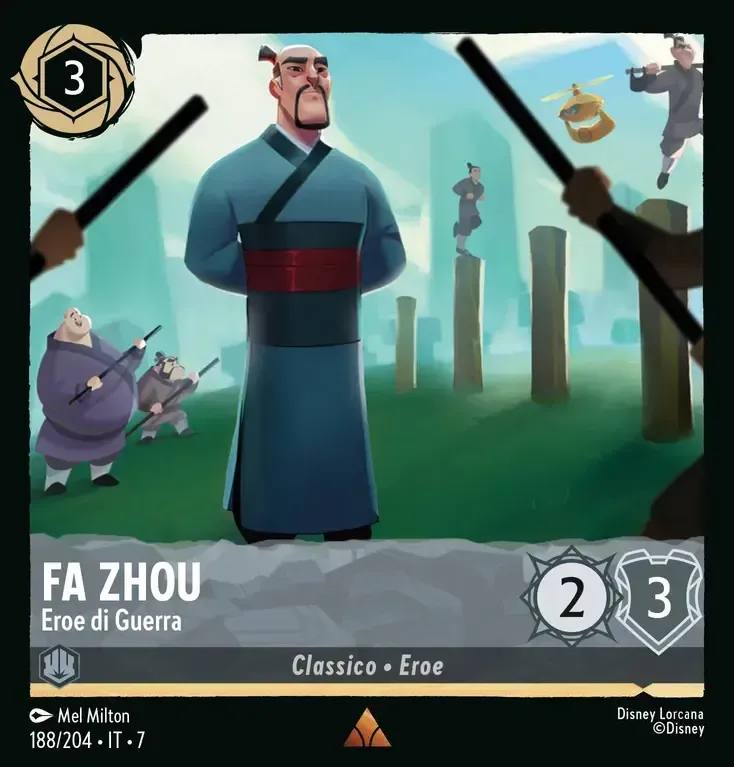 3
FA ZHOU
Eroe di Guerra
2
3
Classico • Eroe
Mel Milton
188/204 • IT • 7
Disney Lorcana
©Disney